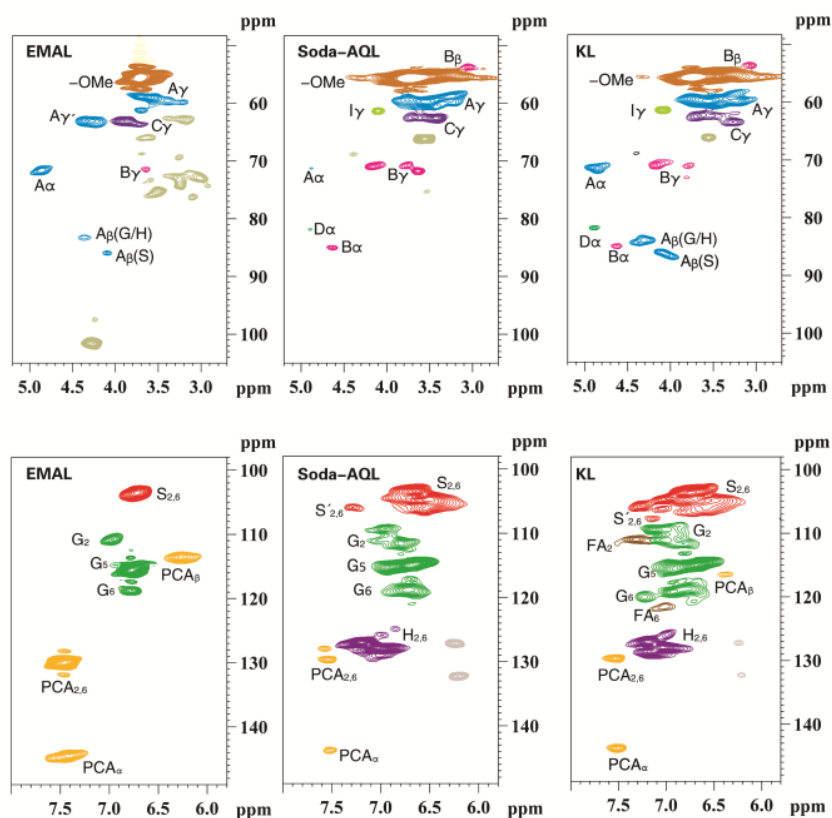 ppm
ppm
ppm
EMAL
Soda–AQL
KL
–OMe
Aγ
Aγ´
Cγ
Aα
Bγ
Aβ(G/H)
Aβ(S)
–OMe
Bβ
Aγ
Iγ
Cγ
Aα
Bγ
Dα
Bα
–OMe
Bβ
Aγ
Iγ
Cγ
Aα
Bγ
Dα
Bα
Aβ(G/H)
Aβ(S)
60
70
80
90
100
60
70
80
90
100
60
70
80
90
100
5.0 4.5 4.0 3.5 3.0
5.0 4.5 4.0 3.5 3.0
5.0 4.5 4.0 3.5 3.0
ppm
ppm
ppm
ppm
ppm
ppm
EMAL
Soda–AQL
KL
S2,6
G2
G5
G6
PCAβ
PCA2,6
PCAα
S2,6
S´2,6
G2
G5
G6
H2,6
PCA2,6
PCAα
S2,6
S´2,6
G2
FA2
G5
PCAβ
G6
FA6
H2,6
PCA2,6
PCAα
100
110
120
130
140
100
110
120
130
140
100
110
120
130
140
7.5 7.0 6.5 6.0
7.5 7.0 6.5 6.0
7.5 7.0 6.5 6.0
ppm
ppm
ppm